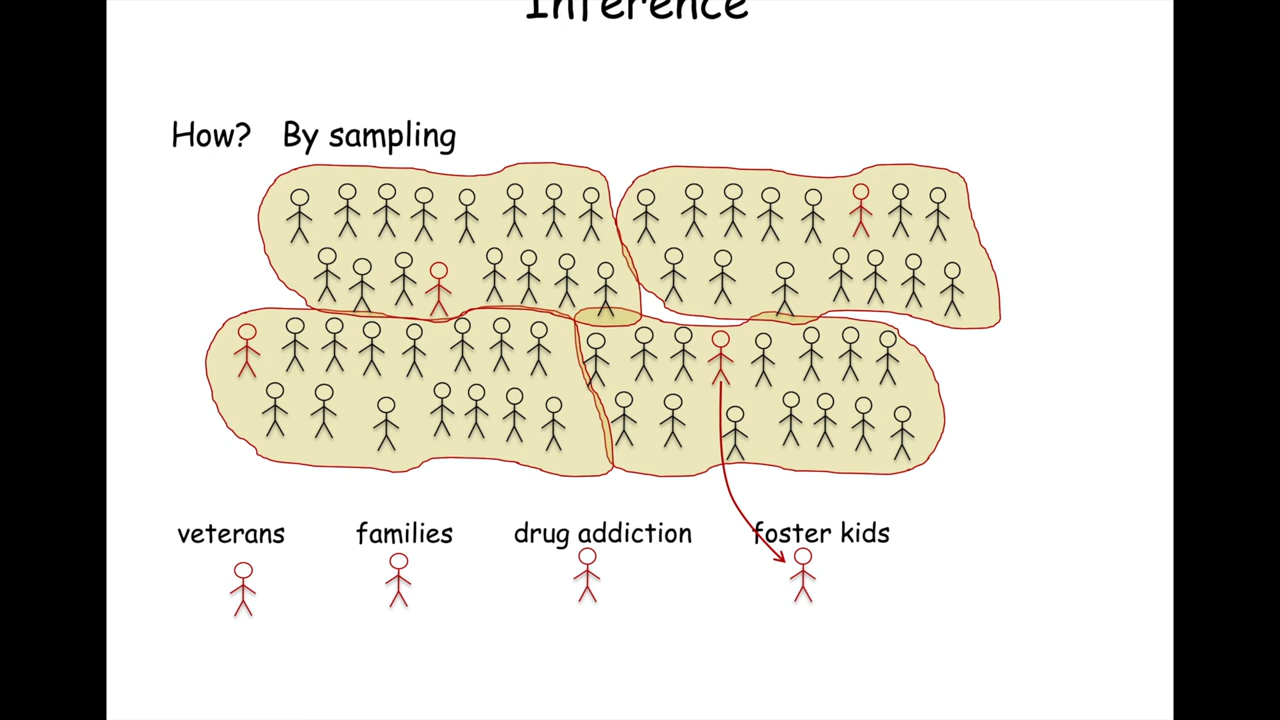 Inference
How? By sampling
veterans families drug addiction foster kids